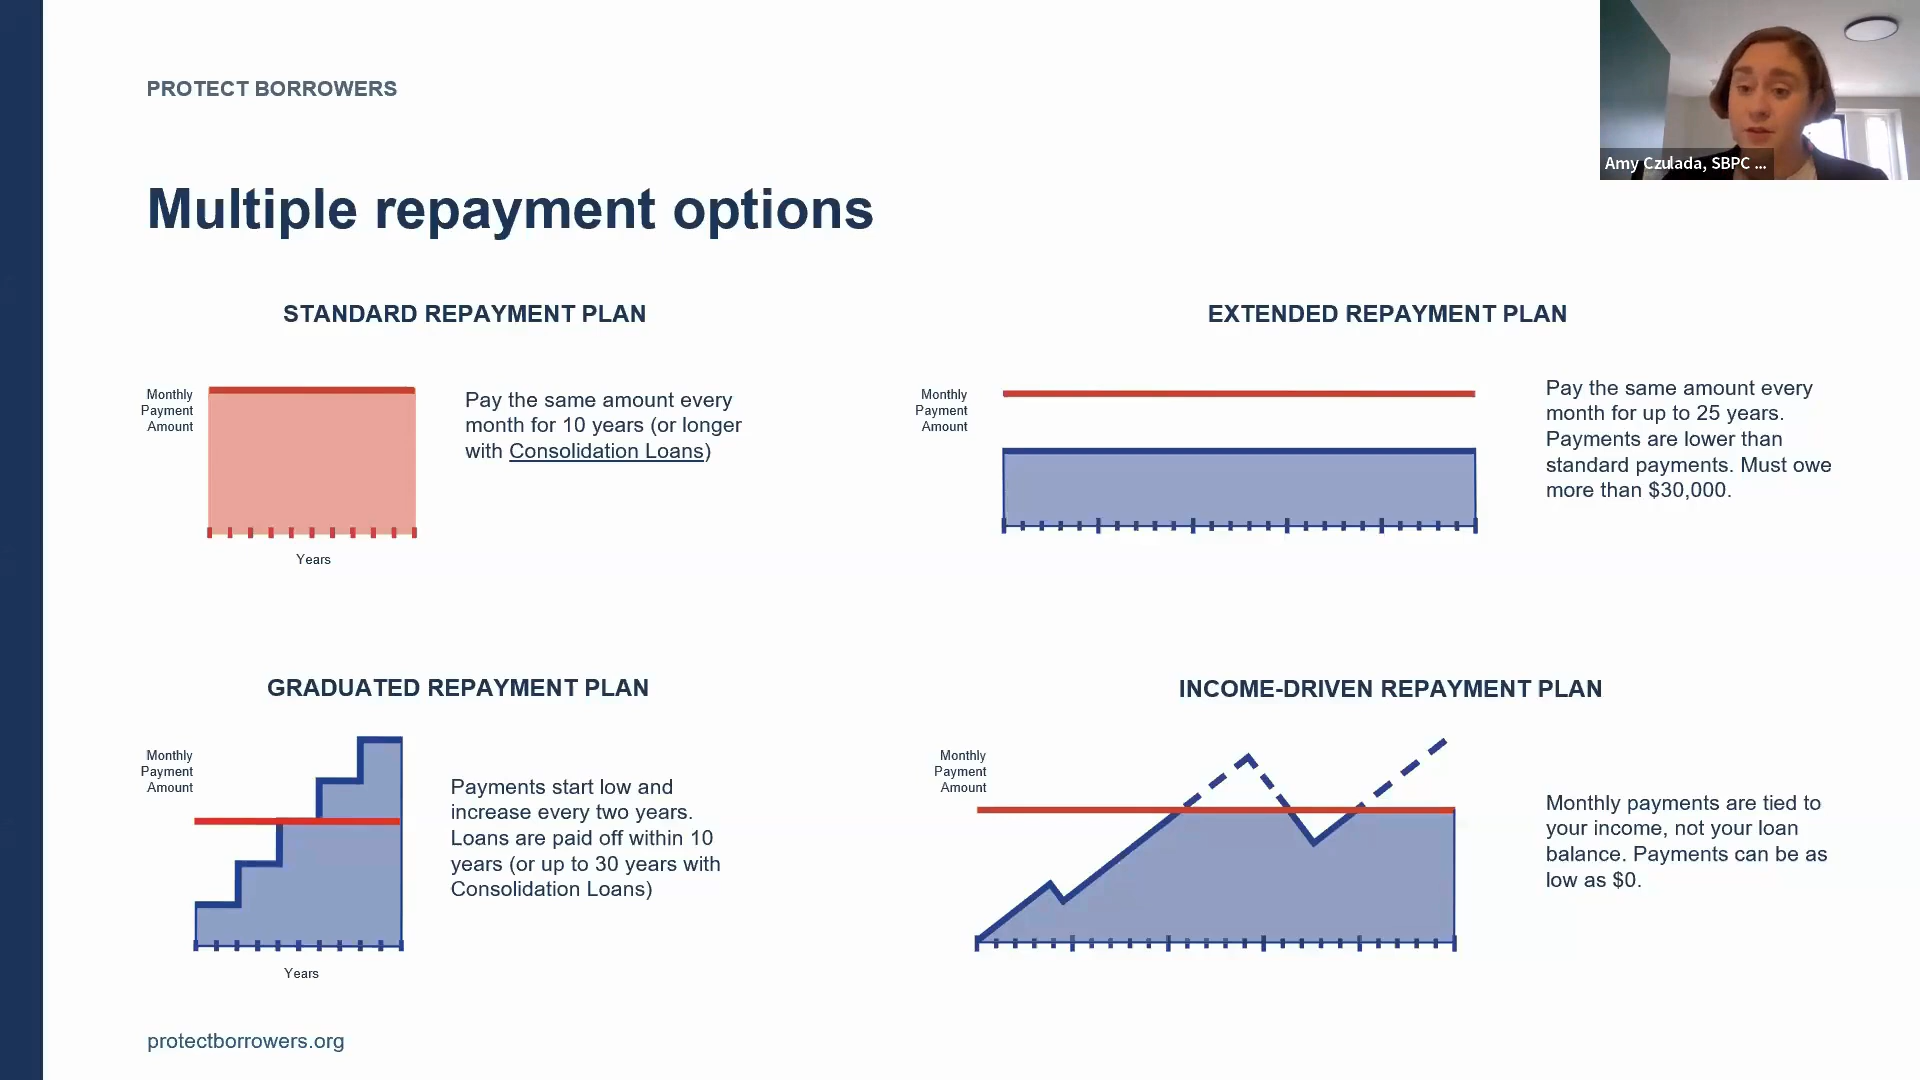 PROTECT BORROWERS
Amy Czulada, SBPC ...
Multiple repayment options
STANDARD REPAYMENT PLAN
Monthly
Payment
Amount
Pay the same amount every
month for 10 years (or longer
with Consolidation Loans)
Years
EXTENDED REPAYMENT PLAN
Monthly
Payment
Amount
Pay the same amount every
month for up to 25 years.
Payments are lower than
standard payments. Must owe
more than $30,000.
GRADUATED REPAYMENT PLAN
Monthly
Payment
Amount
Payments start low and
increase every two years.
Loans are paid off within 10
years (or up to 30 years with
Consolidation Loans)
Years
INCOME-DRIVEN REPAYMENT PLAN
Monthly
Payment
Amount
Monthly payments are tied to
your income, not your loan
balance. Payments can be as
low as $0.
protectborrowers.org